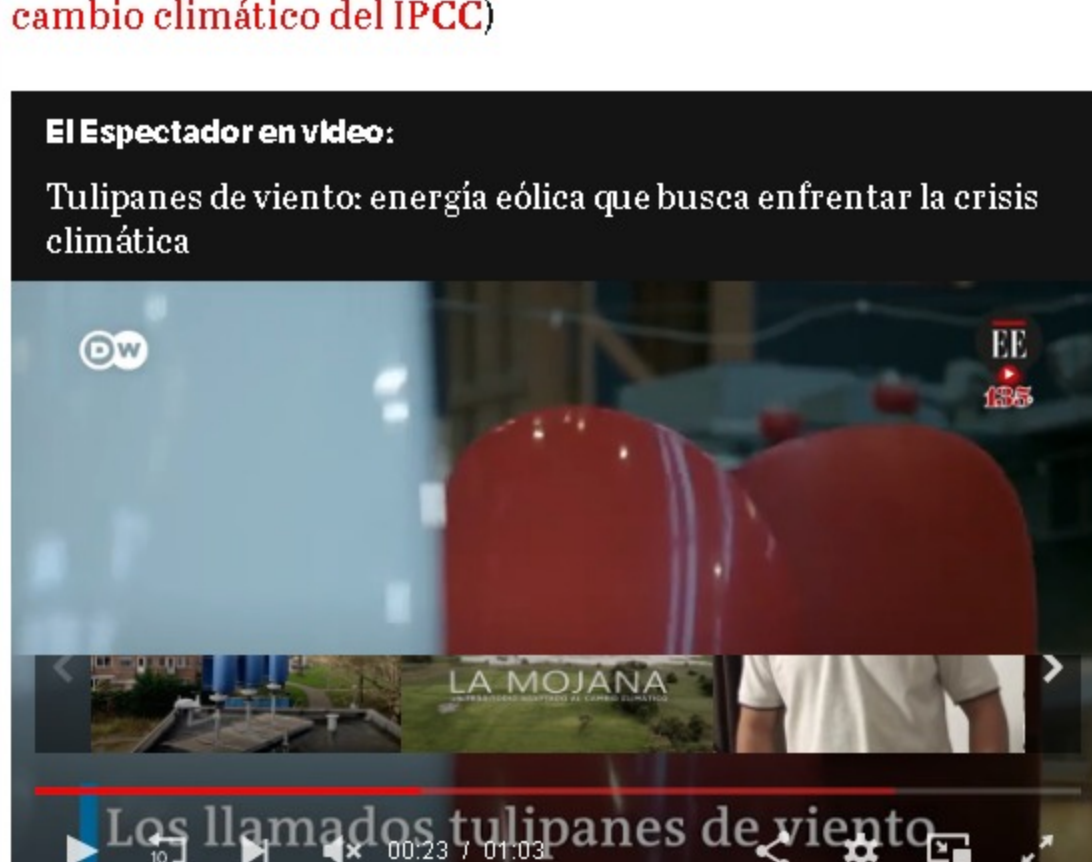 cambio climático del IPCC)
El Espectador en video:
Tulipanes de viento: energía eólica que busca enfrentar la crisis
climática
DW
EE
135
LA MOJANA
Los llamados tulipanes de viento
10
00:23 / 01:03